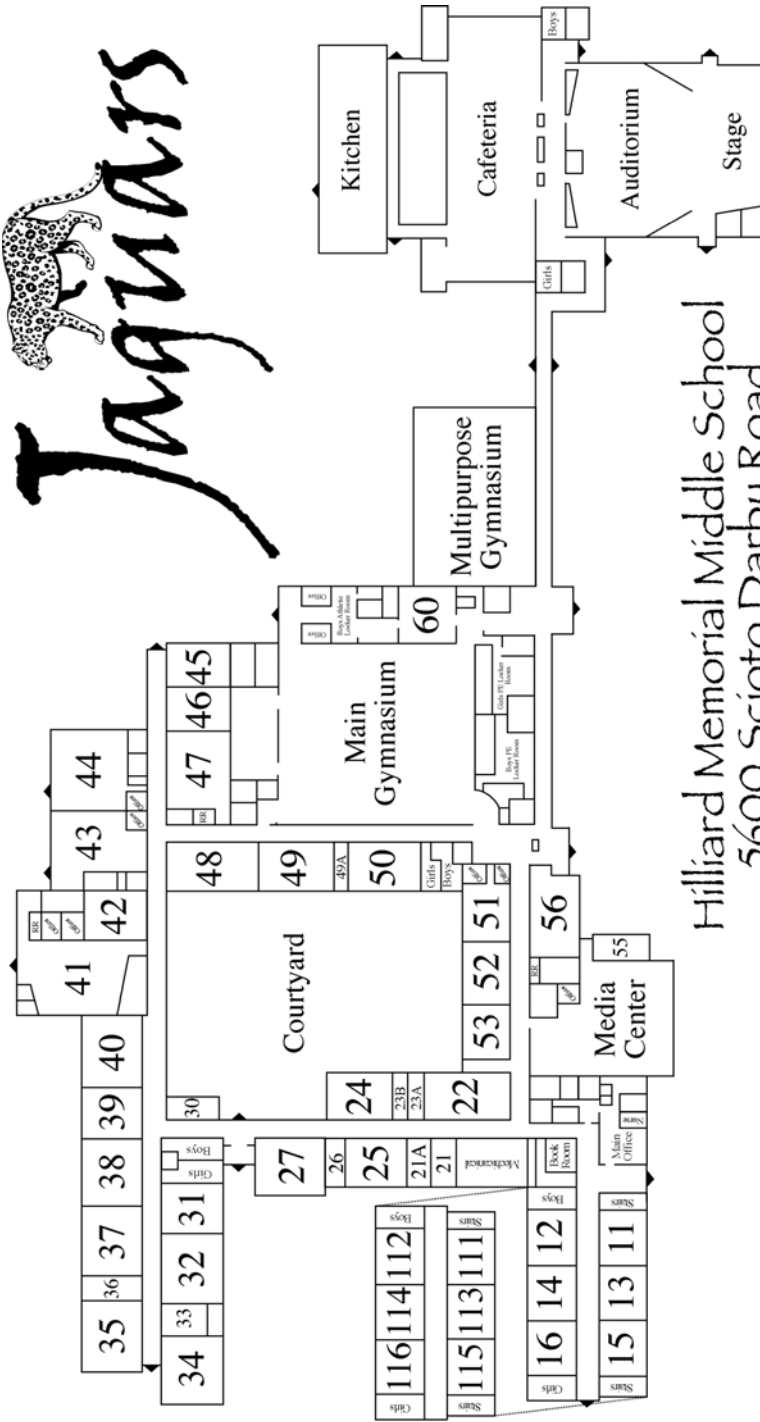 Jaguars
Kitchen
Cafeteria
Boys
Girls
Auditorium
Stage
Multipurpose
Gymnasium
Office
Office
Boys Athletic
Locker Room
60
Girls PE Locker
Room
Boys PE
Locker Room
Main
Gymnasium
45
46
47
RR
44
43
Office
Office
42
41
RR
Office
Office
40
39
38
37
36
35
48
49
49A
50
Girls
Boys
Office
Office
51
52
53
Courtyard
30
24
23B
23A
22
56
RR
Office
55
Media
Center
Nurse
Main
Office
Boys
Girls
31
32
33
34
27
26
25
21A
21
Mechanical
Book
Room
Boys
12
14
16
Girls
Stairs
11
13
15
Stairs
Boys
112
114
116
Girls
Stairs
111
113
115
Stairs
Hilliard Memorial Middle School
5600 Scioto Darby Road